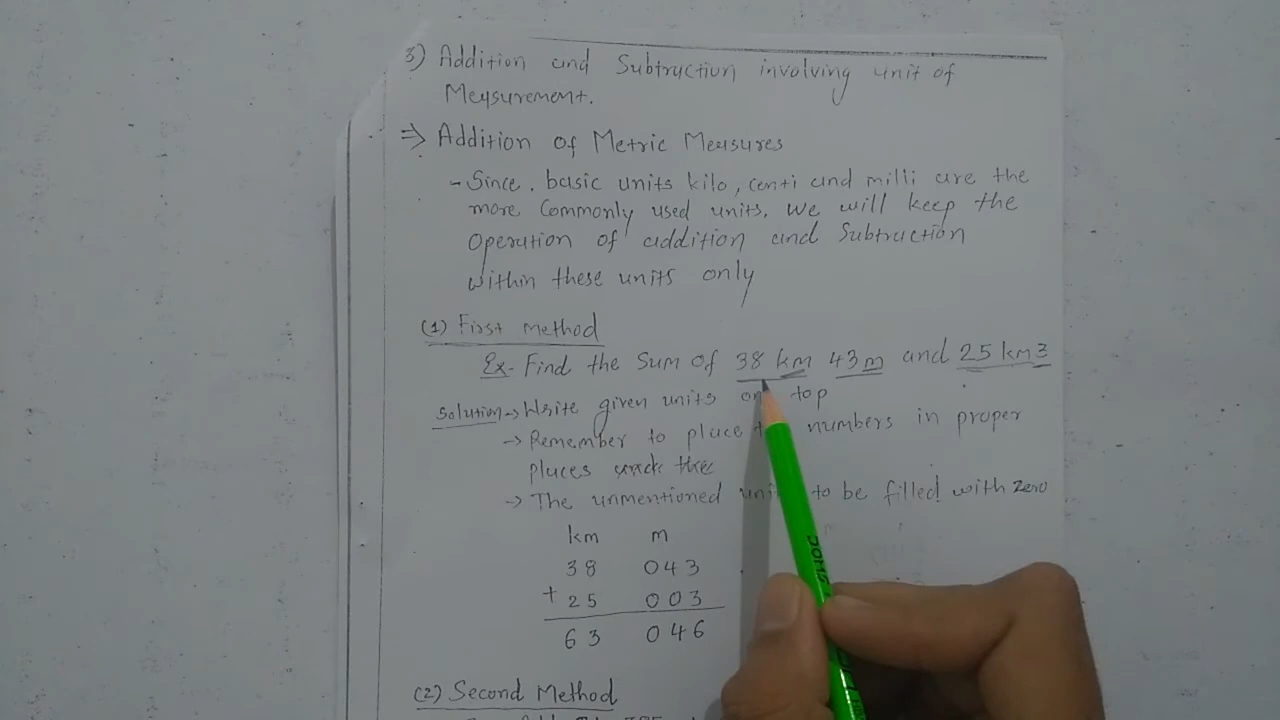 3) Addition and Subtruction involving unit of
Measurement.
⇒ Addition of Metric Measures
- Since, basic units kilo, centi and milli are the
more commonly used units. We will keep the
operation of addition and subtruction
within these units only
(1) First method
Ex- Find the sum of 38 km 43 m and 25 km 3
Solution → Write given units on top
→ Remember to place numbers in proper
places
→ The unmentioned to be filled with zero
km m
38 043
+ 25 003
63 046
(2) Second Method
DOMS